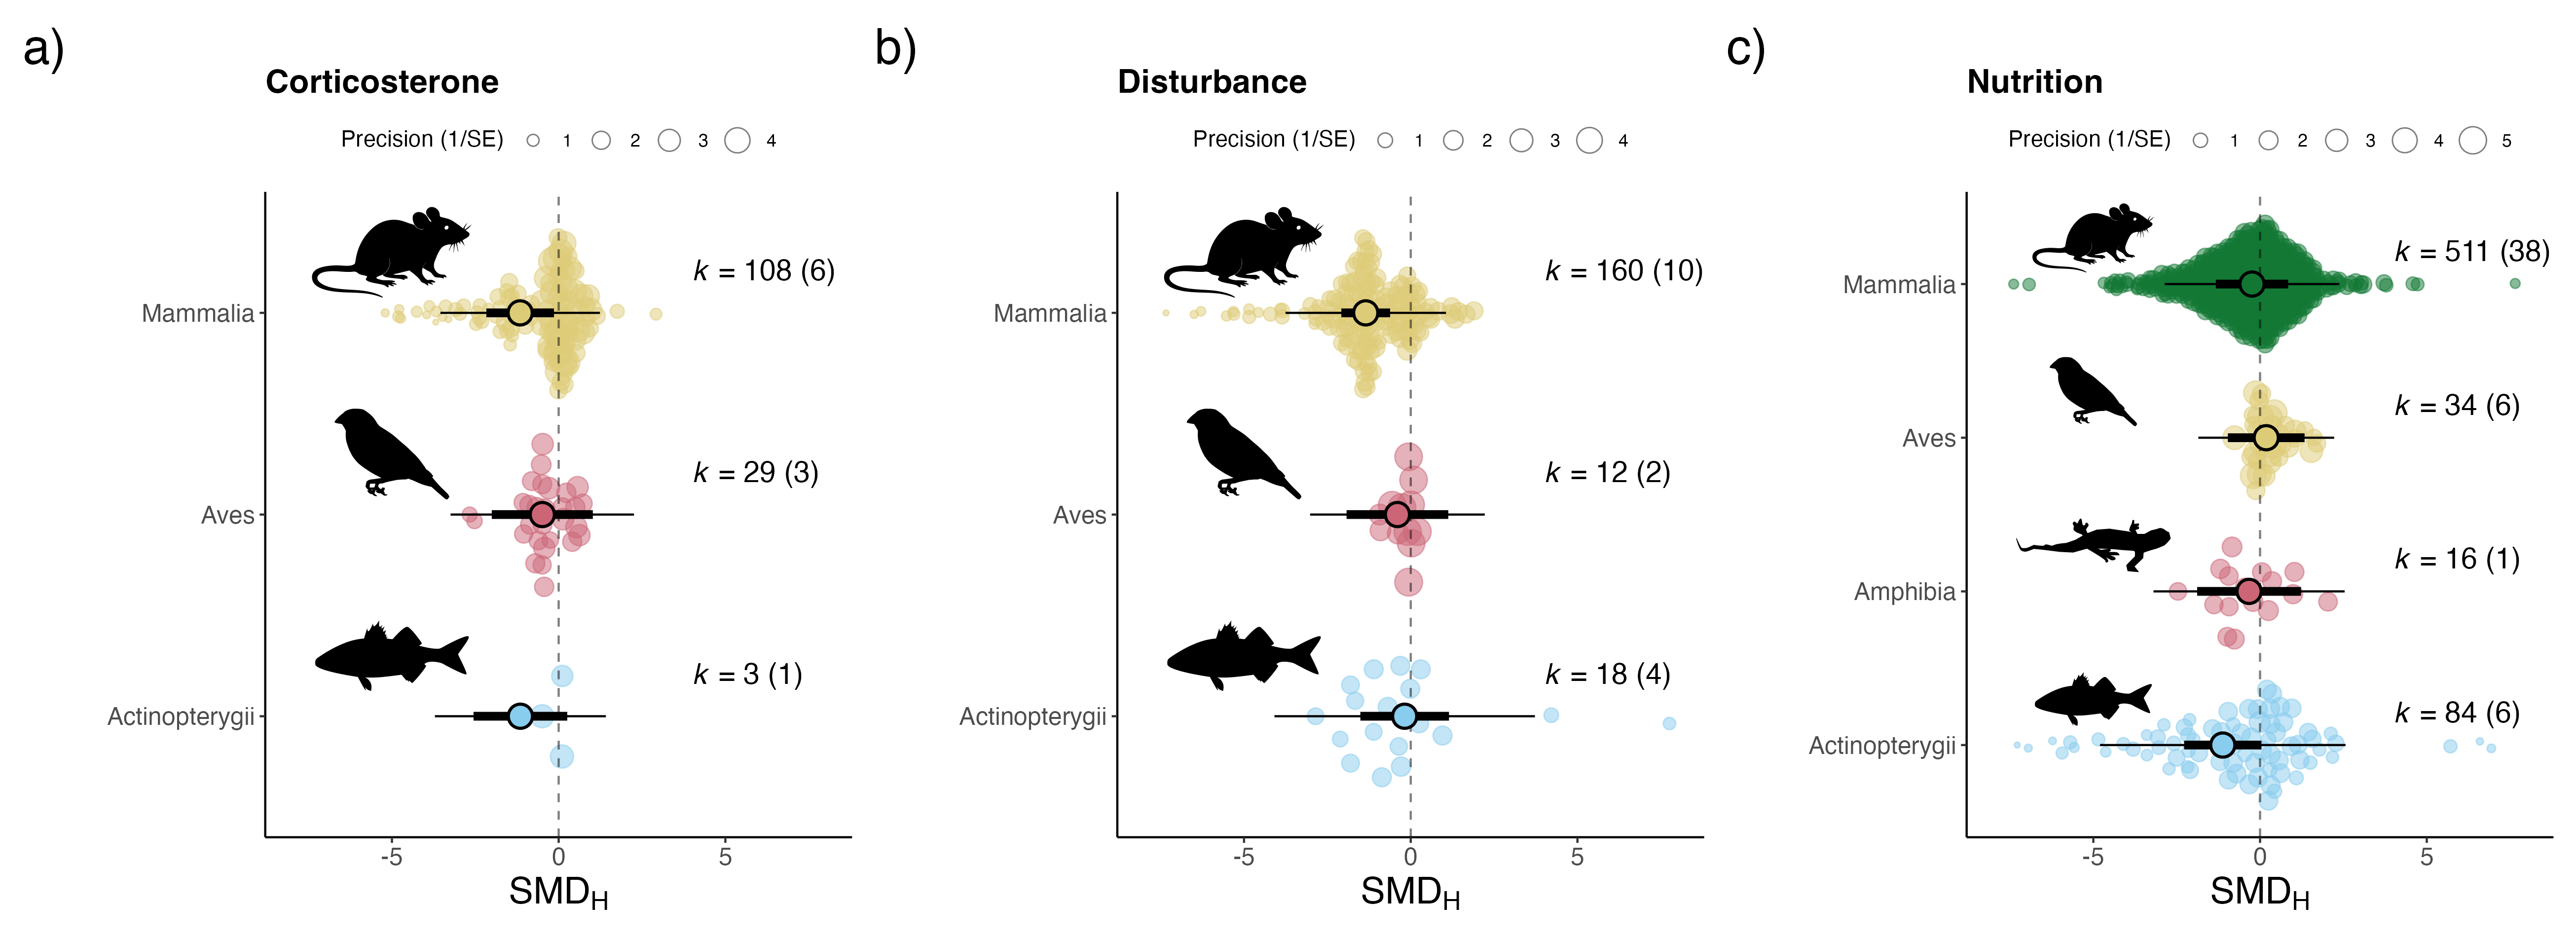 a)
Corticosterone
Precision (1/SE) 1 2 3 4
Mammalia
k = 108 (6)
Aves
k = 29 (3)
Actinopterygii
k = 3 (1)
-5 0 5
SMDH
b)
Disturbance
Precision (1/SE) 1 2 3 4
Mammalia
k = 160 (10)
Aves
k = 12 (2)
Actinopterygii
k = 18 (4)
-5 0 5
SMDH
c)
Nutrition
Precision (1/SE) 1 2 3 4 5
Mammalia
k = 511 (38)
Aves
k = 34 (6)
Amphibia
k = 16 (1)
Actinopterygii
k = 84 (6)
-5 0 5
SMDH